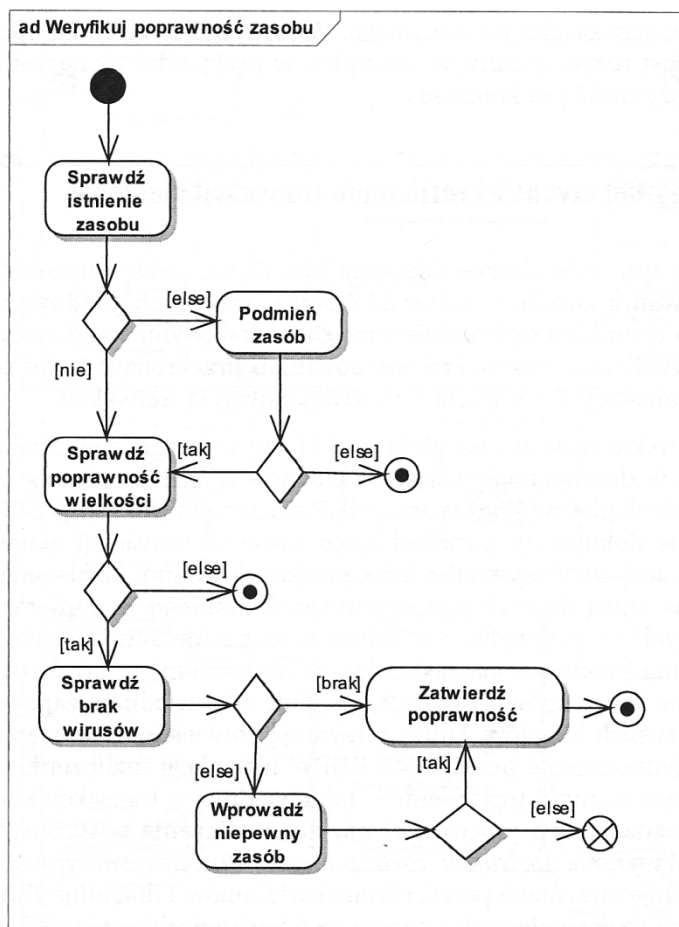 ad Weryfikuj poprawność zasobu
Sprawdź
istnienie
zasobu
[else]
Podmień
zasób
[nie]
Sprawdź
poprawność
wielkości
[tak]
[else]
[else]
[tak]
Sprawdź
brak
wirusów
[brak]
Zatwierdź
poprawność
[else]
[tak]
Wprowadź
niepewny
zasób
[else]